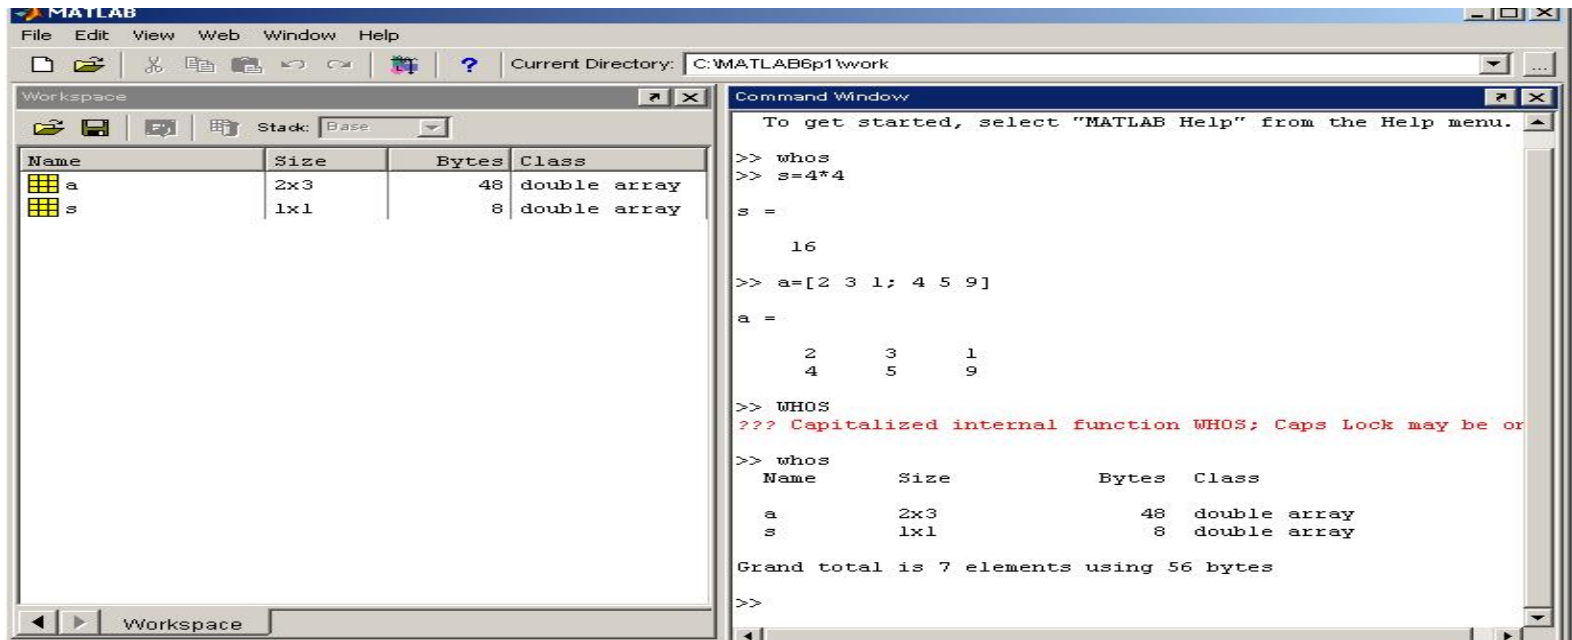 MATLAB
File Edit View Web Window Help
Current Directory: C:\MATLAB6p1\work ...
Workspace
Stack: Base
Name Size Bytes Class
a 2x3 48 double array
s 1x1 8 double array
Workspace
Command Window
To get started, select "MATLAB Help" from the Help menu.
>> whos
>> s=4*4
s =
16
>> a=[2 3 1; 4 5 9]
a =
2 3 1
4 5 9
>> WHOS
??? Capitalized internal function WHOS; Caps Lock may be
>> whos
Name Size Bytes Class
a 2x3 48 double array
s 1x1 8 double array
Grand total is 7 elements using 56 bytes
>>